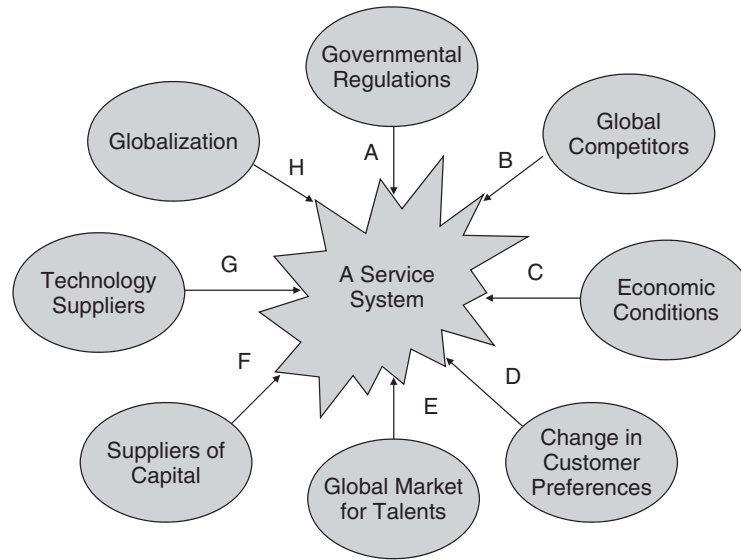 Governmental
Regulations
Globalization
H
A
B
Global
Competitors
Technology
Suppliers
G
A Service
System
C
Economic
Conditions
F
Suppliers of
Capital
E
Global Market
for Talents
D
Change in
Customer
Preferences